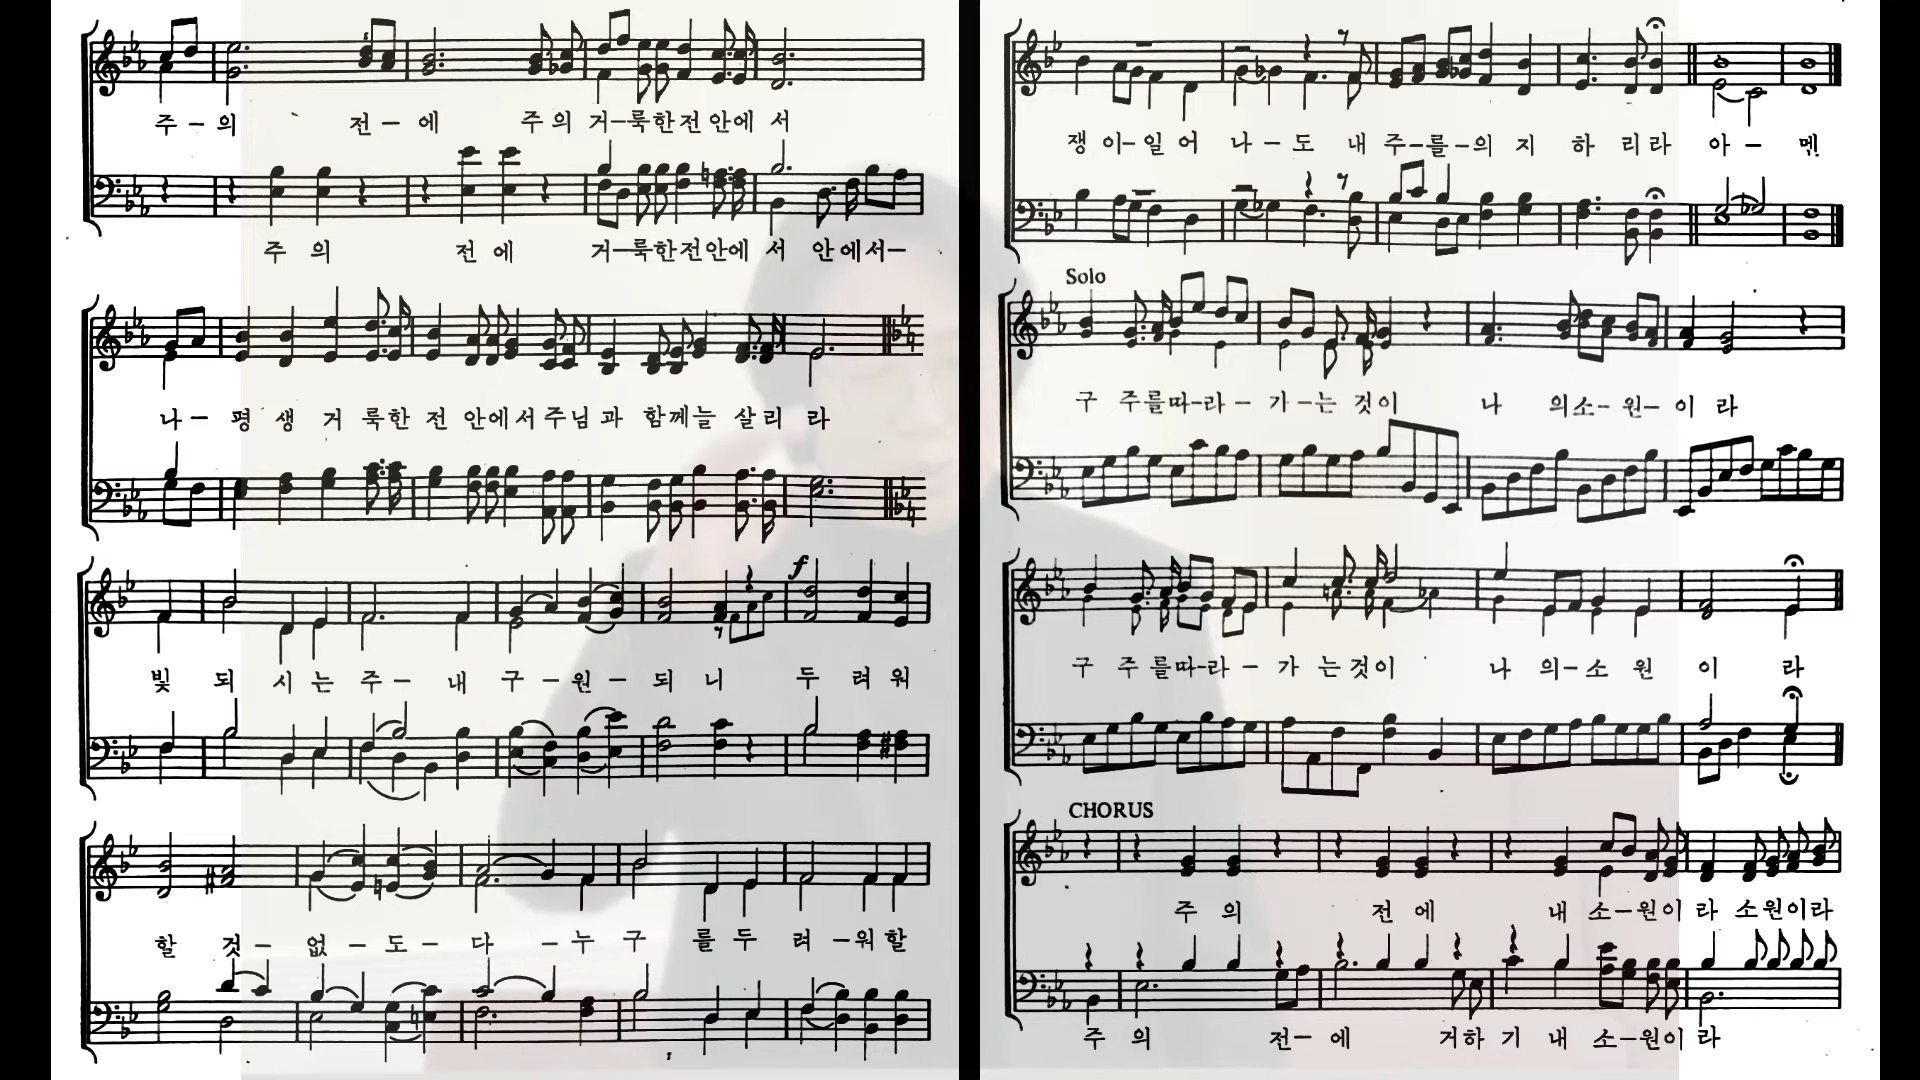 주 - 의 전 - 에 주 의 거-룩한전 안에 서
주 의 전 에 거-룩한전안에 서 안에서-
나- 평 생 거 룩한 전 안에서주님과 함께늘 살리 라
빛 되 시 는 주 - 내 구 - 원 - 되 니 두 려 워
f
할 것- 없 - 도 - 다 - 누 구 를 두 려 -워 할
쟁 이-일 어 나 - 도 내 주-를-의 지 하 리라 아 - 멘!
Solo
구 주를따-라 - 가 -는 것이 나 의소- 원- 이 라
구 주 를따-라 - 가 는것이 나 의- 소 원 이 라
CHORUS
주 의 전 에 내 소-원이 라 소원이라
주 의 전- 에 거하 기 내 소-원이 라